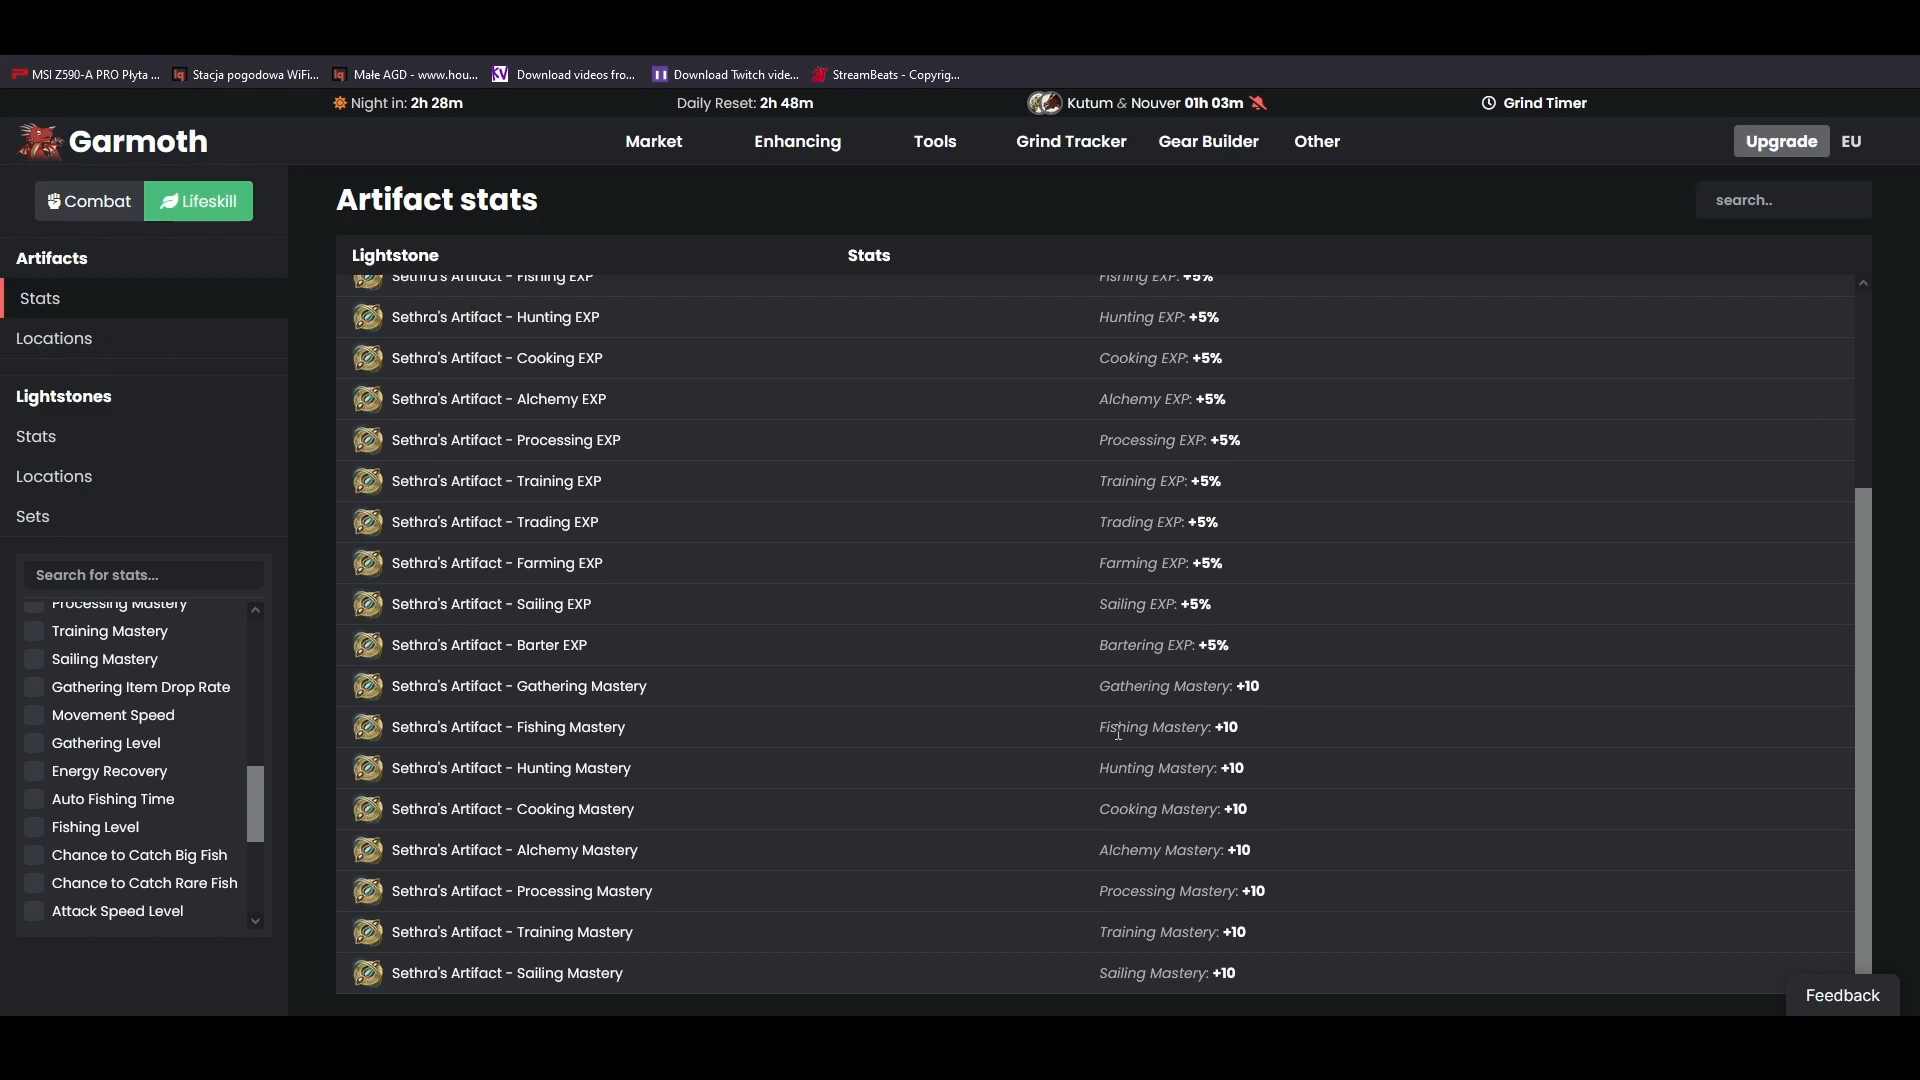 MSI Z590-A PRO Płyta ... Stacja pogodowa WiFi... Małe AGD - www.hou... Download videos fro... Download Twitch vide... StreamBeats - Copyrig...
Night in: 2h 28m Daily Reset: 2h 48m Kutum & Nouver 01h 03m Grind Timer
Garmoth Market Enhancing Tools Grind Tracker Gear Builder Other Upgrade EU
Combat Lifeskill
Artifacts
Stats
Locations
Lightstones
Stats
Locations
Sets
Search for stats...
Processing Mastery
Training Mastery
Sailing Mastery
Gathering Item Drop Rate
Movement Speed
Gathering Level
Energy Recovery
Auto Fishing Time
Fishing Level
Chance to Catch Big Fish
Chance to Catch Rare Fish
Attack Speed Level
Artifact stats search..
Lightstone Stats
Sethra's Artifact - Fishing EXP Fishing EXP: +5%
Sethra's Artifact - Hunting EXP Hunting EXP: +5%
Sethra's Artifact - Cooking EXP Cooking EXP: +5%
Sethra's Artifact - Alchemy EXP Alchemy EXP: +5%
Sethra's Artifact - Processing EXP Processing EXP: +5%
Sethra's Artifact - Training EXP Training EXP: +5%
Sethra's Artifact - Trading EXP Trading EXP: +5%
Sethra's Artifact - Farming EXP Farming EXP: +5%
Sethra's Artifact - Sailing EXP Sailing EXP: +5%
Sethra's Artifact - Barter EXP Bartering EXP: +5%
Sethra's Artifact - Gathering Mastery Gathering Mastery: +10
Sethra's Artifact - Fishing Mastery Fishing Mastery: +10
Sethra's Artifact - Hunting Mastery Hunting Mastery: +10
Sethra's Artifact - Cooking Mastery Cooking Mastery: +10
Sethra's Artifact - Alchemy Mastery Alchemy Mastery: +10
Sethra's Artifact - Processing Mastery Processing Mastery: +10
Sethra's Artifact - Training Mastery Training Mastery: +10
Sethra's Artifact - Sailing Mastery Sailing Mastery: +10
Feedback